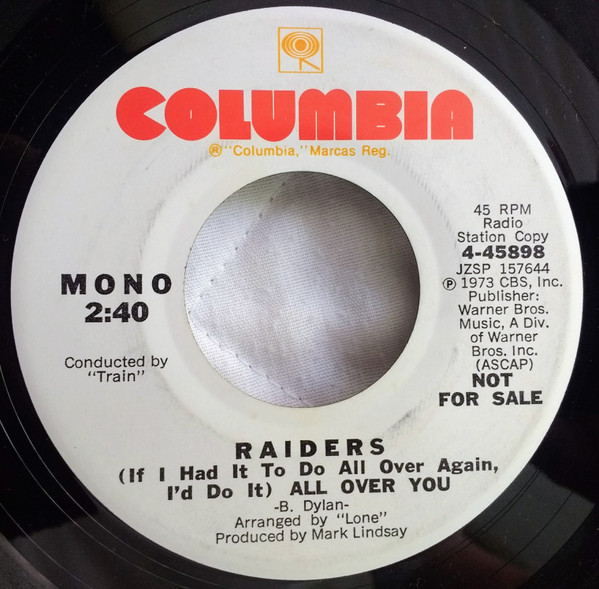 COLUMBIA
® "Columbia," Marcas Reg.
MONO
2:40
Conducted by
"Train"
45 RPM
Radio
Station Copy
4-45898
JZSP 157644
℗ 1973 CBS, Inc.
Publisher:
Warner Bros.
Music, A Div.
of Warner
Bros. Inc.
(ASCAP)
NOT
FOR SALE
RAIDERS
(If I Had It To Do All Over Again,
I'd Do It) ALL OVER YOU
-B. Dylan-
Arranged by "Lone"
Produced by Mark Lindsay